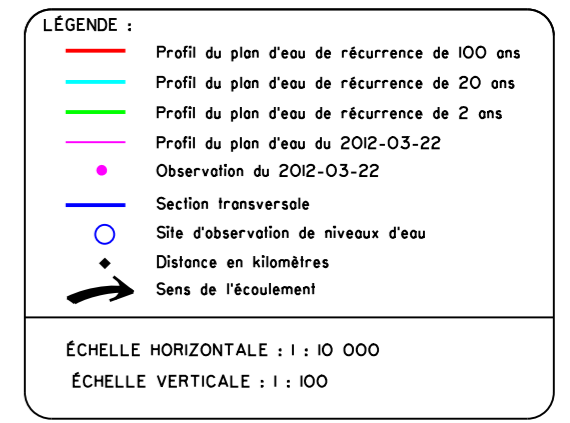 LÉGENDE :
Profil du plan d'eau de récurrence de 100 ans
Profil du plan d'eau de récurrence de 20 ans
Profil du plan d'eau de récurrence de 2 ans
Profil du plan d'eau du 2012-03-22
Observation du 2012-03-22
Section transversale
Site d'observation de niveaux d'eau
Distance en kilomètres
Sens de l'écoulement
ÉCHELLE HORIZONTALE : 1 : 10 000
ÉCHELLE VERTICALE : 1 : 100